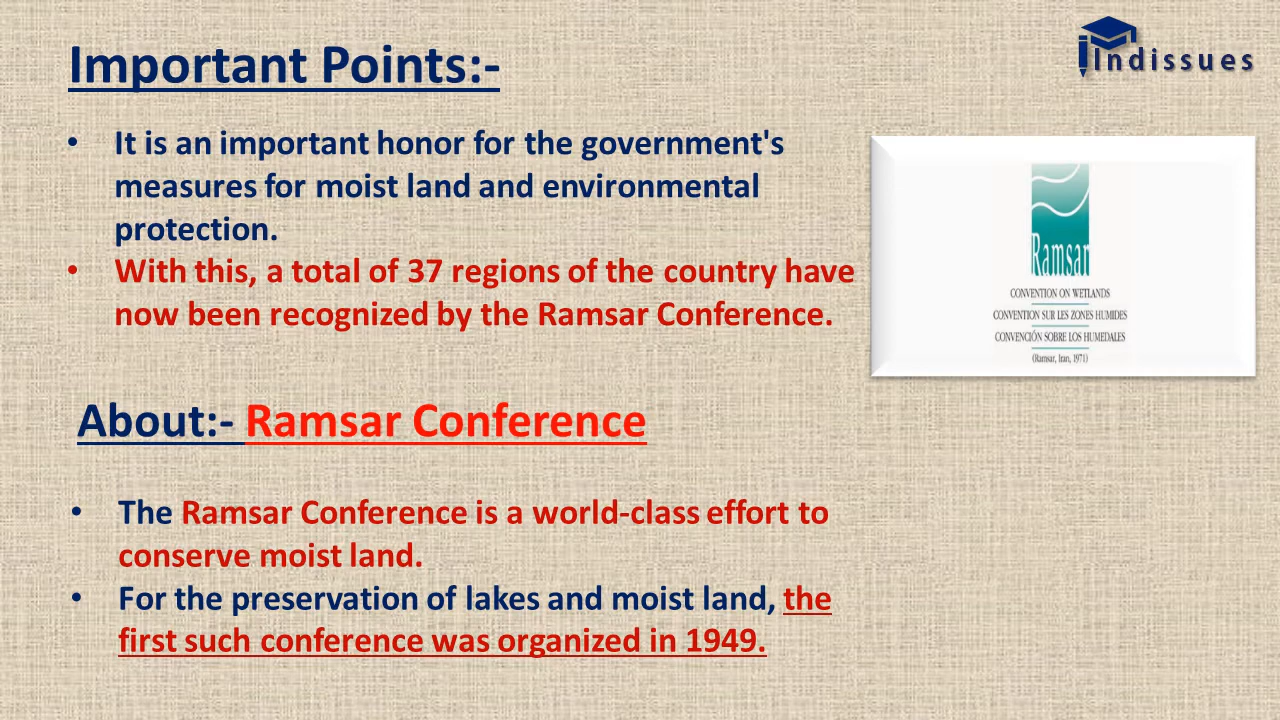 Important Points:-
Indissues
• It is an important honor for the government's
measures for moist land and environmental
protection.
• With this, a total of 37 regions of the country have
now been recognized by the Ramsar Conference.
Ramsar
CONVENTION ON WETLANDS
CONVENTION SUR LES ZONES HUMIDES
CONVENCIÓN SOBRE LOS HUMEDALES
(Ramsar, Iran, 1971)
About:- Ramsar Conference
• The Ramsar Conference is a world-class effort to
conserve moist land.
• For the preservation of lakes and moist land, the
first such conference was organized in 1949.